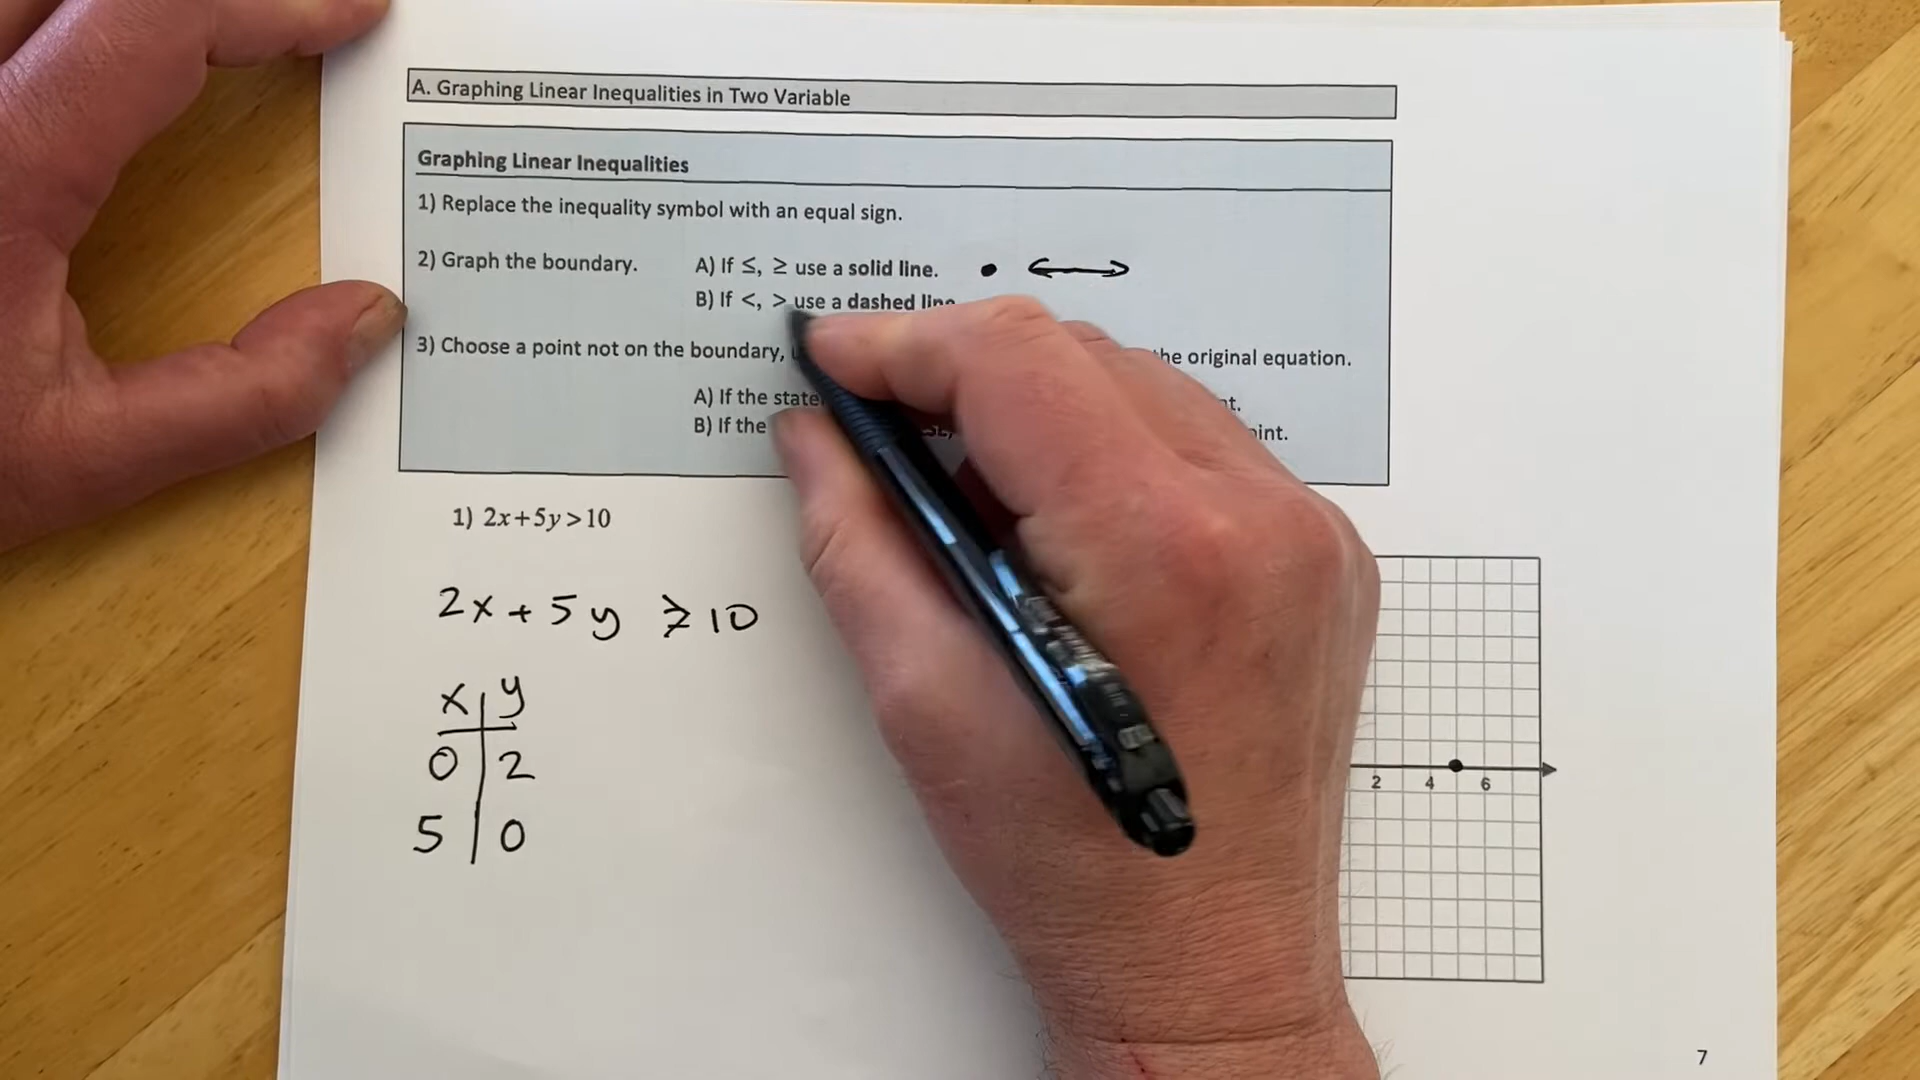 A. Graphing Linear Inequalities in Two Variable
Graphing Linear Inequalities
1) Replace the inequality symbol with an equal sign.
2) Graph the boundary. A) If ≤, ≥ use a solid line.
B) If <, > use a dashed line
3) Choose a point not on the boundary, the original equation.
A) If the
B) If the
1) 2x+5y>10
2x + 5y ⩾ 10
x y
0 2
5 0
2 4 6
7